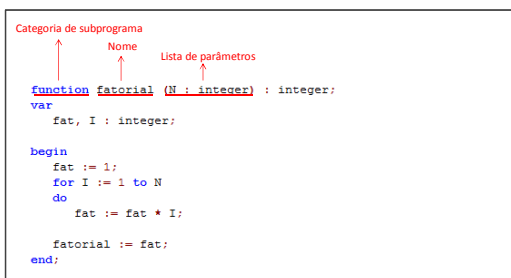 Categoria de subprograma
Nome
Lista de parâmetros
function fatorial (N : integer) : integer;
var
fat, I : integer;
begin
fat := 1;
for I := 1 to N
do
fat := fat * I;
fatorial := fat;
end;